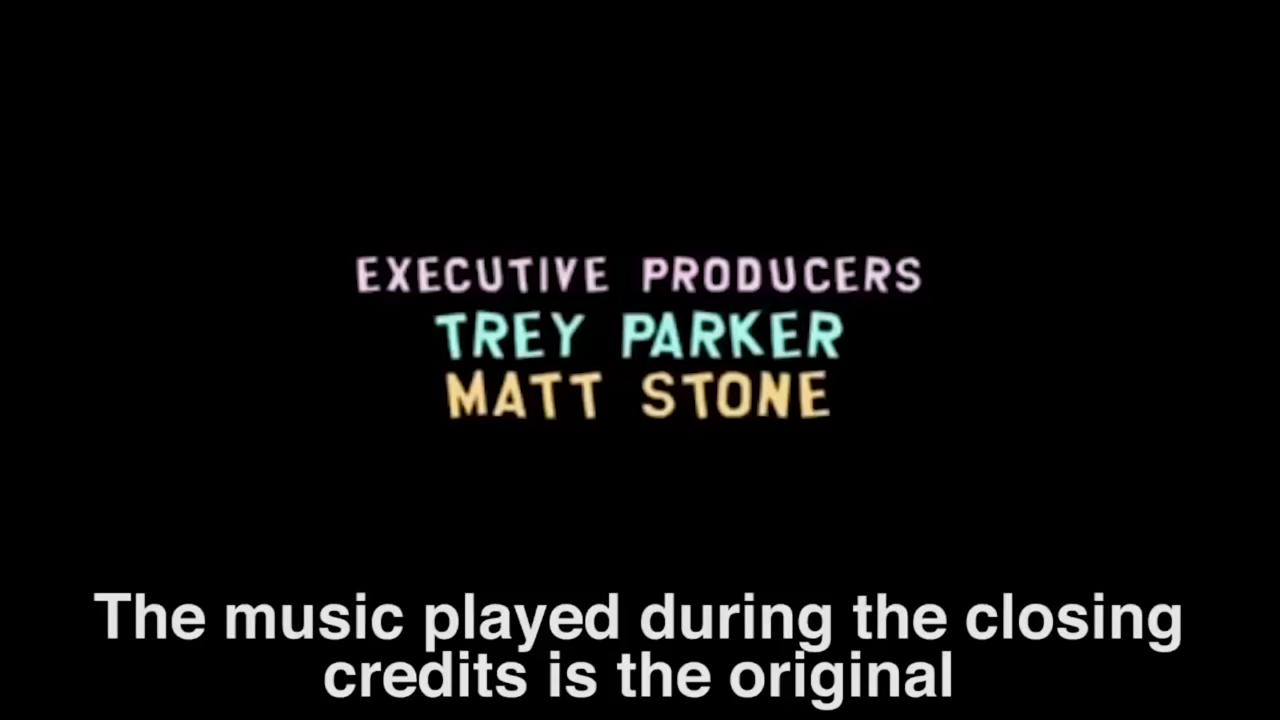 EXECUTIVE PRODUCERS
TREY PARKER
MATT STONE
The music played during the closing
credits is the original